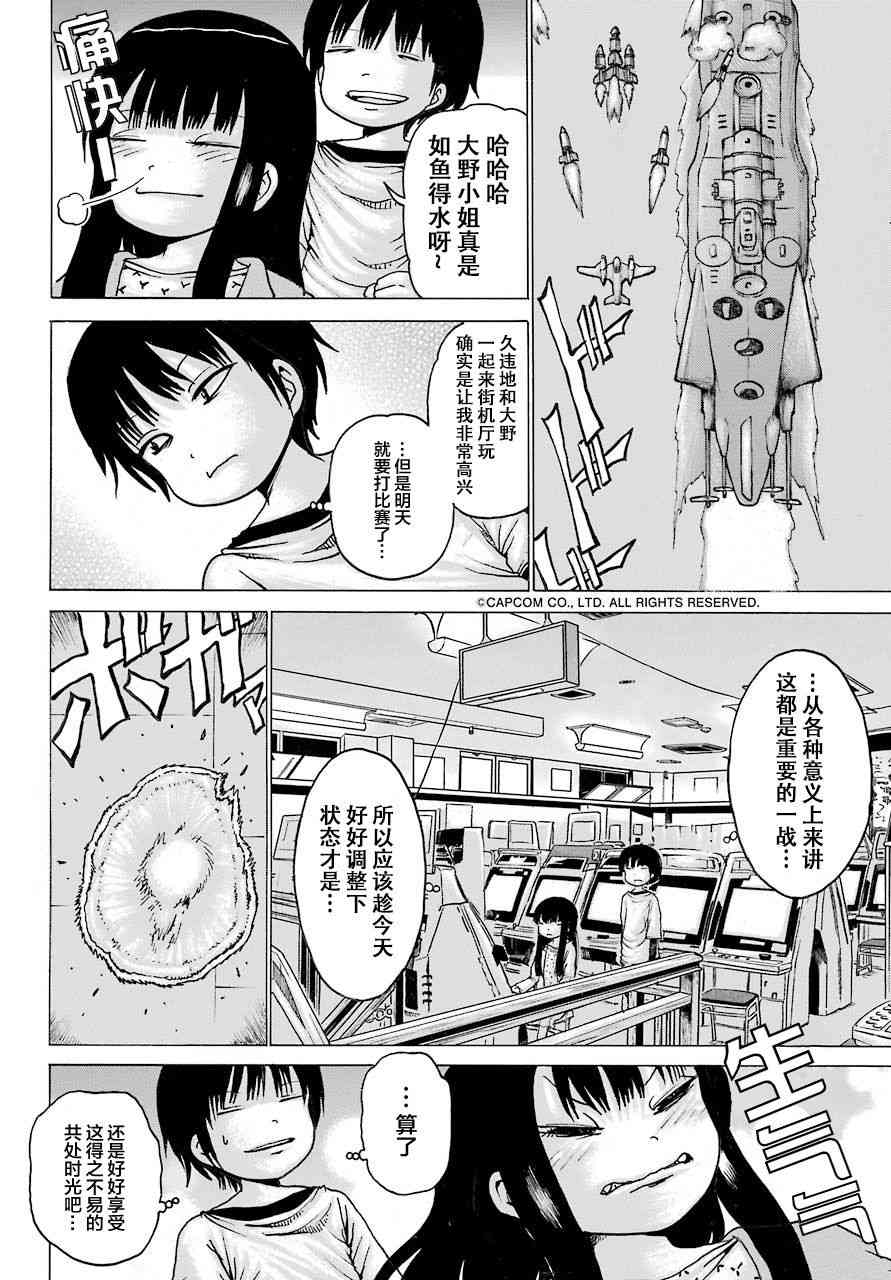 哈哈哈
大野小姐真是
如鱼得水呀~
痛快！
久违地和大野
一起来街机厅玩
确实是让我非常高兴
…但是明天
就要打比赛了…
©CAPCOM CO., LTD. ALL RIGHTS RESERVED.
…从各种意义上来讲
这都是重要的一战…
所以应该趁今天
好好调整下
状态才是…
ボガァ
…算了
还是好好享受
这得之不易的
共处时光吧…